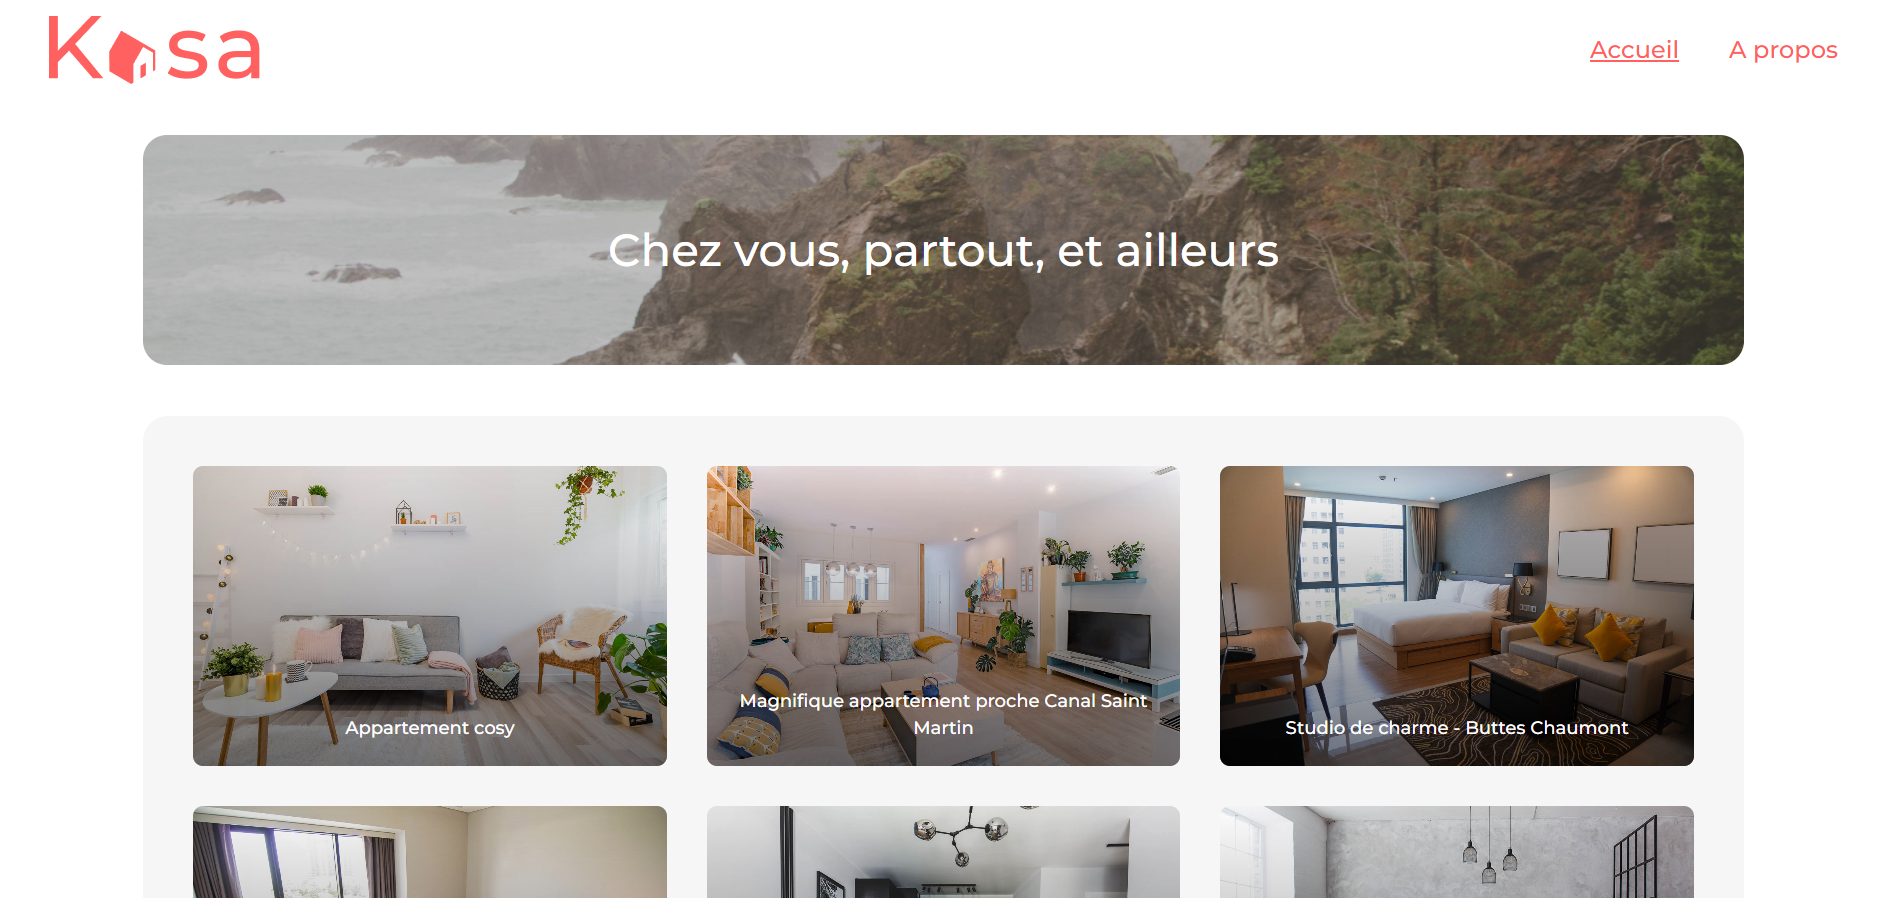 Kasa
Accueil
A propos
Chez vous, partout, et ailleurs
Appartement cosy
Magnifique appartement proche Canal Saint
Martin
Studio de charme - Buttes Chaumont